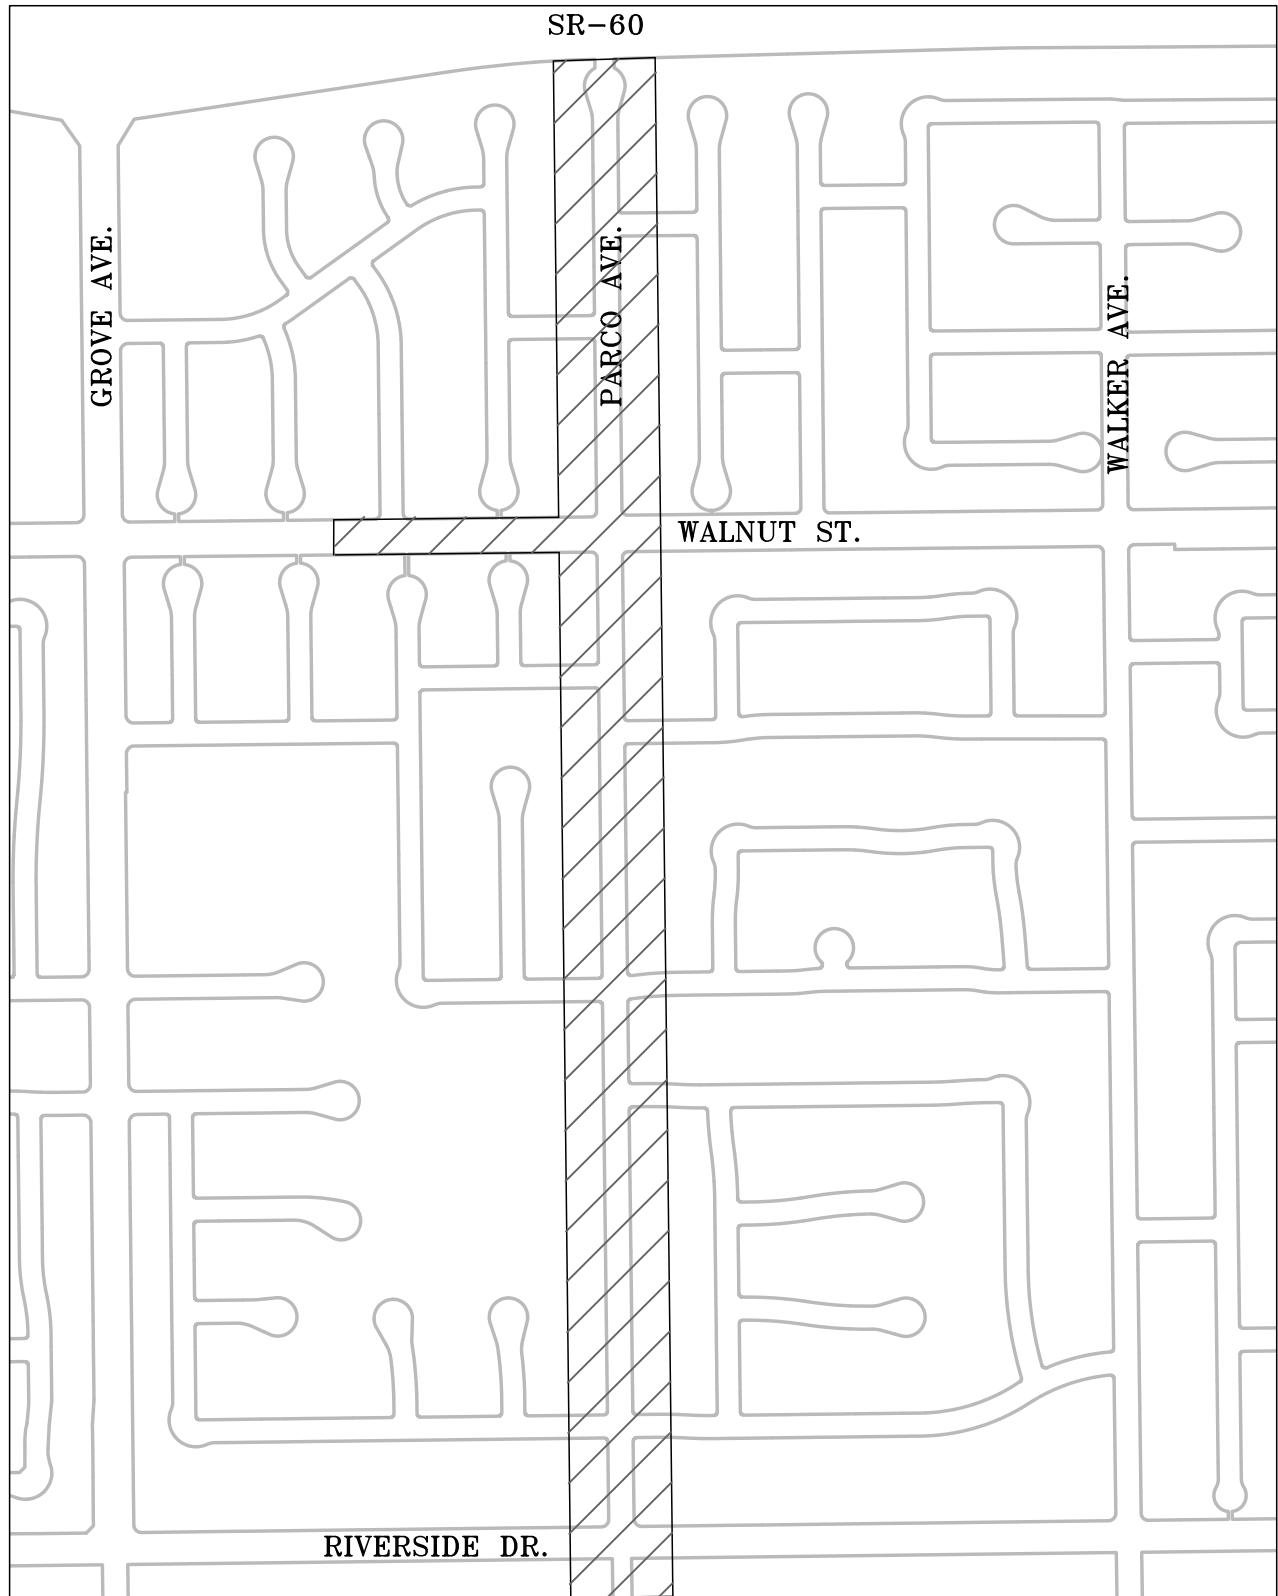 SR-60
GROVE AVE.
PARCO AVE.
WALKER AVE.
WALNUT ST.
RIVERSIDE DR.